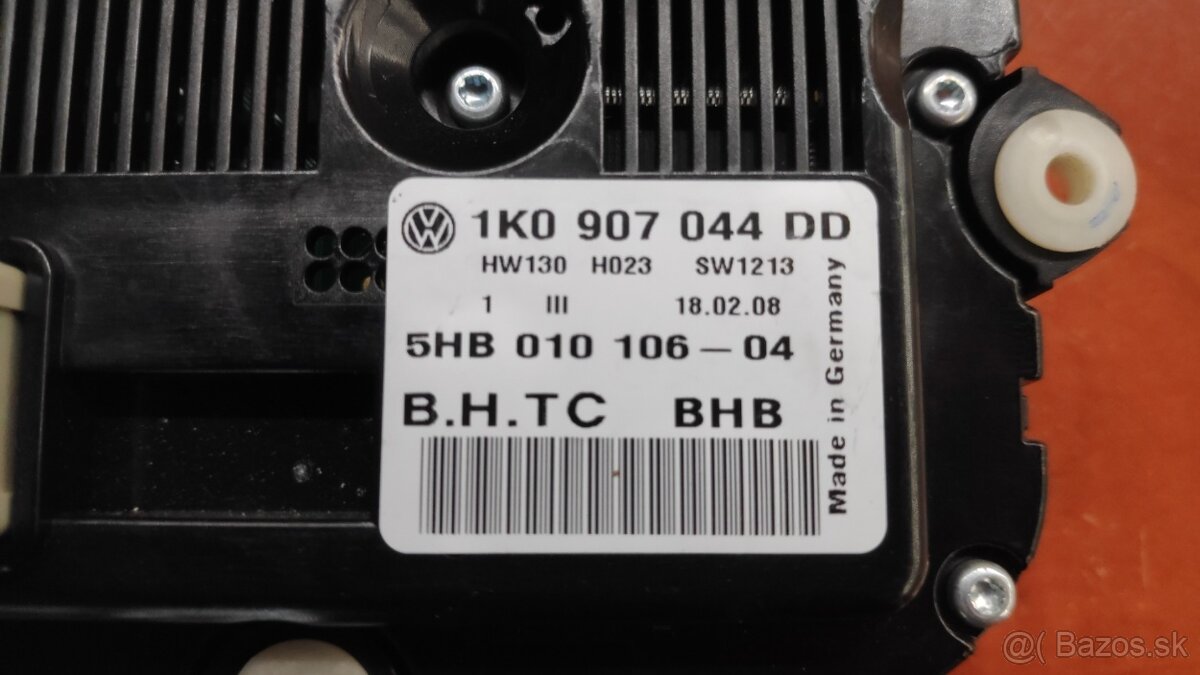 VW 1K0 907 044 DD
HW130 H023 SW1213
1 III 18.02.08
5HB 010 106 – 04
B.H.TC BHB
Made in Germany
@( Bazos.sk